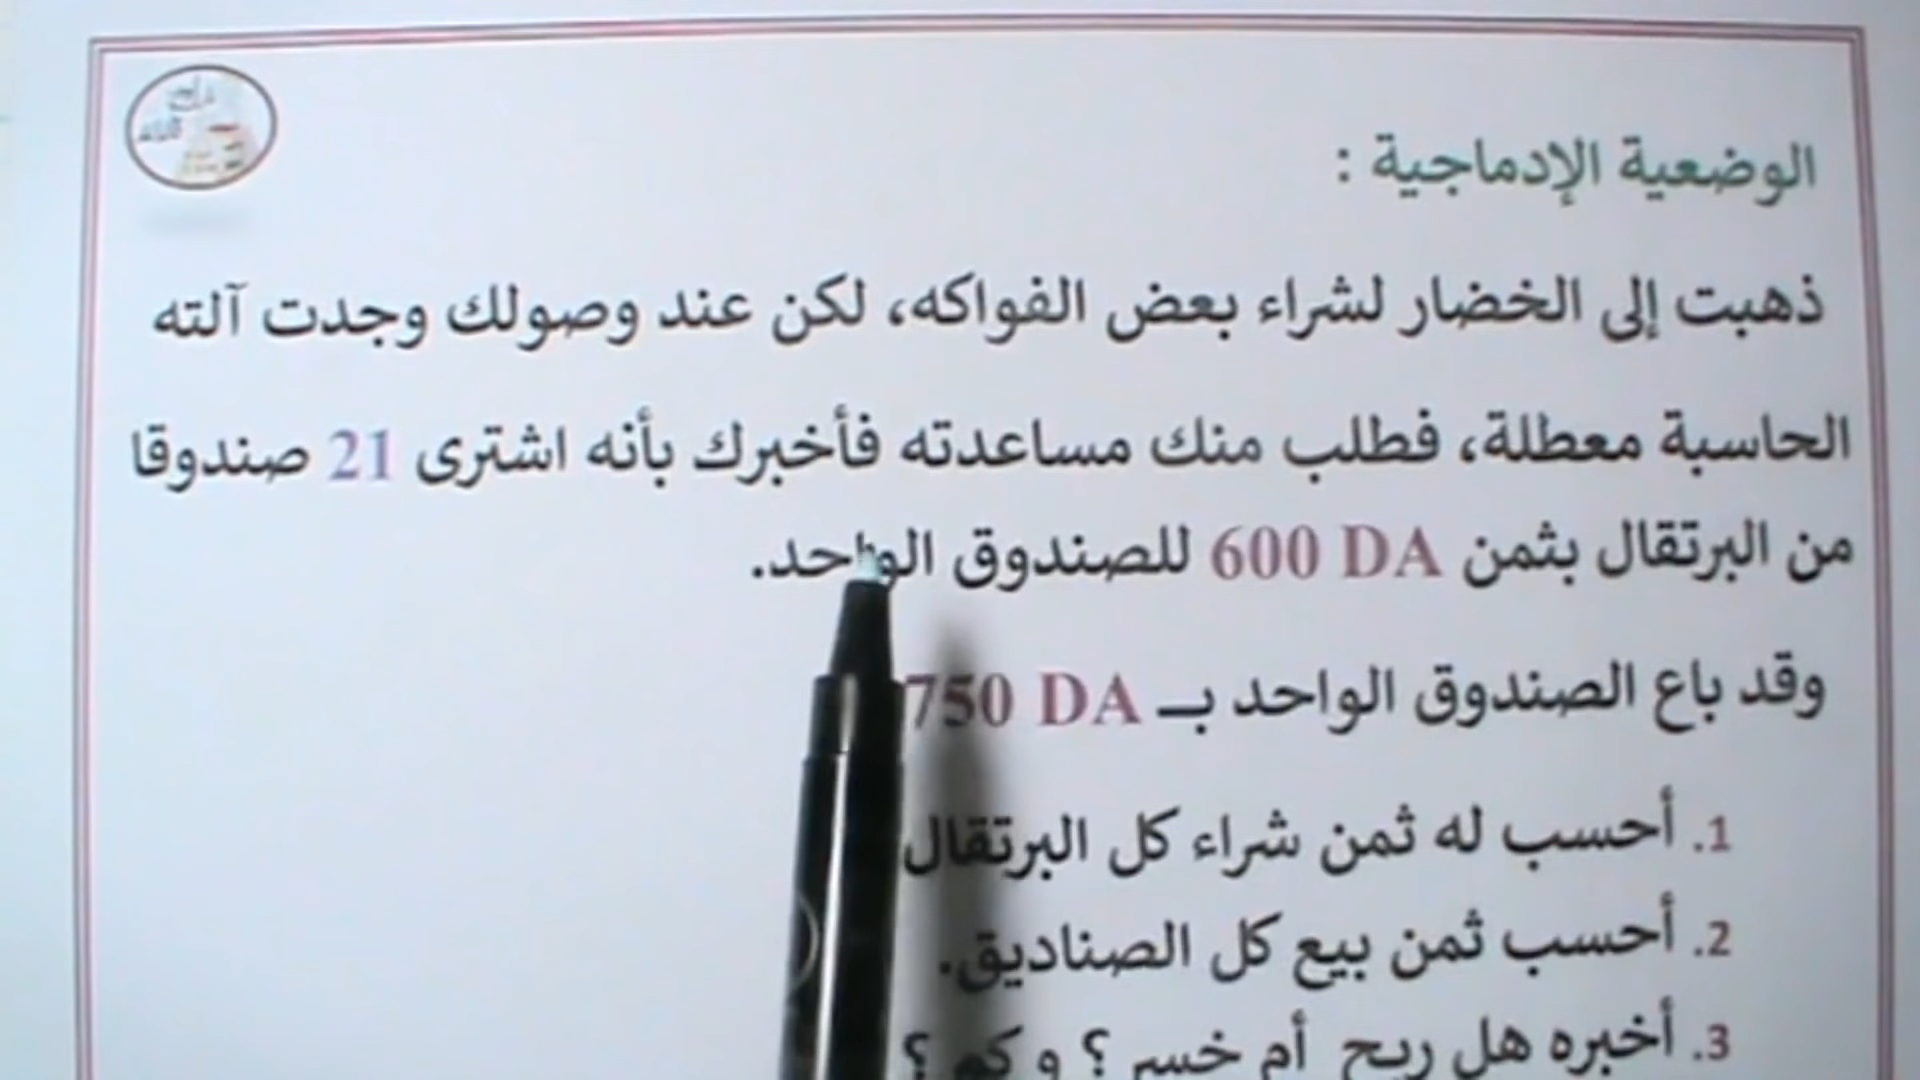 الوضعية الإدماجية :
ذهبت إلى الخضار لشراء بعض الفواكه، لكن عند وصولك وجدت آلته
الحاسبة معطلة، فطلب منك مساعدته فأخبرك بأنه اشترى 21 صندوقا
من البرتقال بثمن 600 DA للصندوق الواحد.
وقد باع الصندوق الواحد بـ 750 DA
1. أحسب له ثمن شراء كل البرتقال
2. أحسب ثمن بيع كل الصناديق.
3. أخبره هل ربح أم خسر ؟ و كم ؟